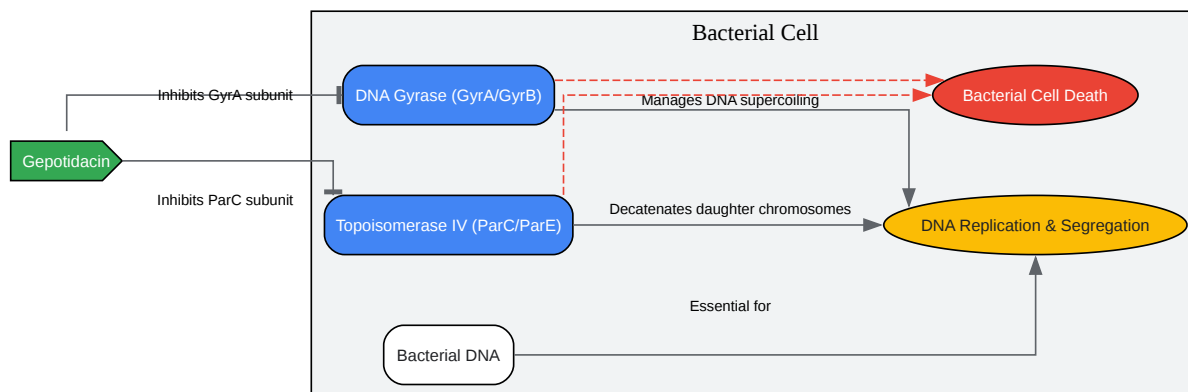 Bacterial Cell
DNA Gyrase (GyrA/GyrB)
Bacterial Cell Death
Inhibits GyrA subunit
Manages DNA supercoiling
Gepotidacin
Inhibits ParC subunit
Decatenates daughter chromosomes
Topoisomerase IV (ParC/ParE)
DNA Replication & Segregation
Essential for
Bacterial DNA